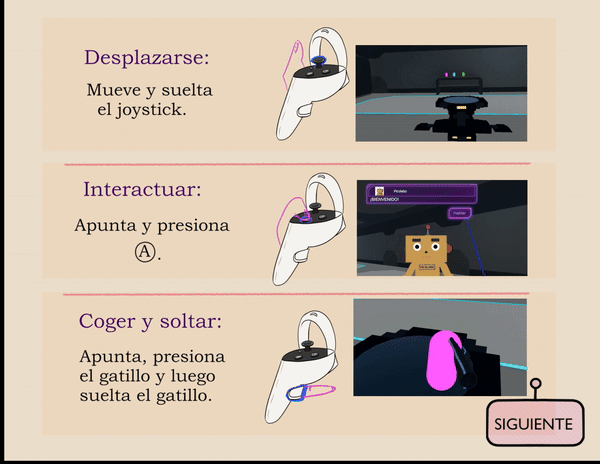 Desplazarse:
Mueve y suelta
el joystick.
Interactuar:
Apunta y presiona
A.
¡BIENVENIDO!
Coger y soltar:
Apunta, presiona
el gatillo y luego
suelta el gatillo.
SIGUIENTE